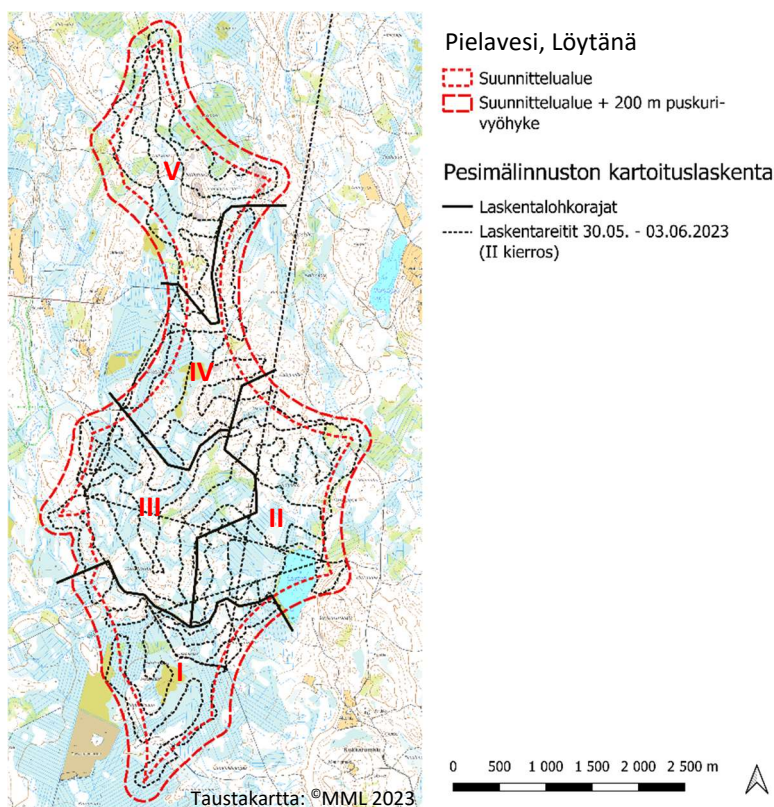 Pielavesi, Löytänä
Suunnittelualue
Suunnittelualue + 200 m puskuri-
vyöhyke
Pesimälinnuston kartoituslaskenta
Laskentalohkorajat
Laskentareitit 30.05. - 03.06.2023
(II kierros)
V
IV
III
II
I
0 500 1 000 1 500 2 000 2 500 m
Taustakartta: ©MML 2023